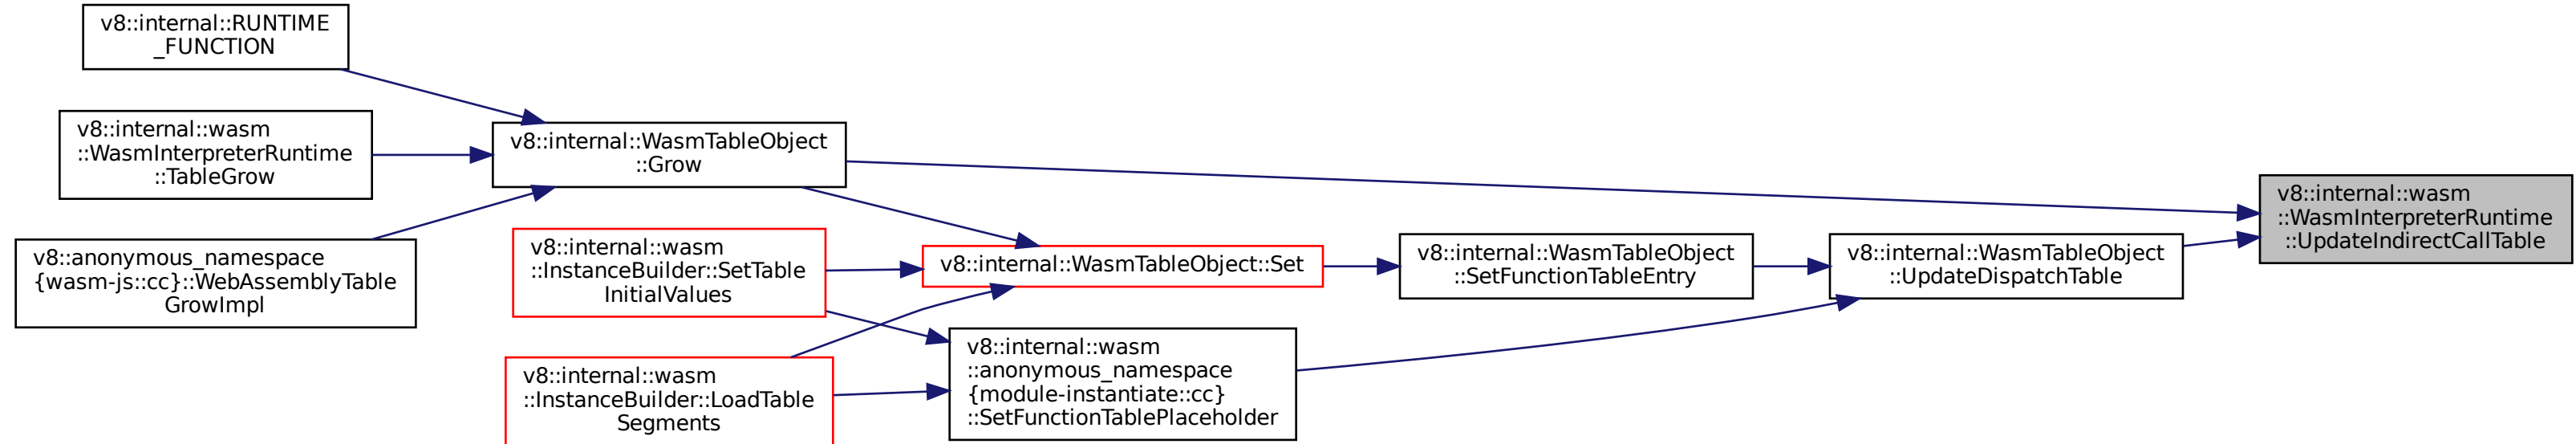 v8::internal::RUNTIME
_FUNCTION
v8::internal::wasm
::WasmInterpreterRuntime
::TableGrow
v8::anonymous_namespace
{wasm-js::cc}::WebAssemblyTable
GrowImpl
v8::internal::WasmTableObject
::Grow
v8::internal::wasm
::InstanceBuilder::SetTable
InitialValues
v8::internal::wasm
::InstanceBuilder::LoadTable
Segments
v8::internal::WasmTableObject::Set
v8::internal::wasm
::anonymous_namespace
{module-instantiate::cc}
::SetFunctionTablePlaceholder
v8::internal::WasmTableObject
::SetFunctionTableEntry
v8::internal::WasmTableObject
::UpdateDispatchTable
v8::internal::wasm
::WasmInterpreterRuntime
::UpdateIndirectCallTable